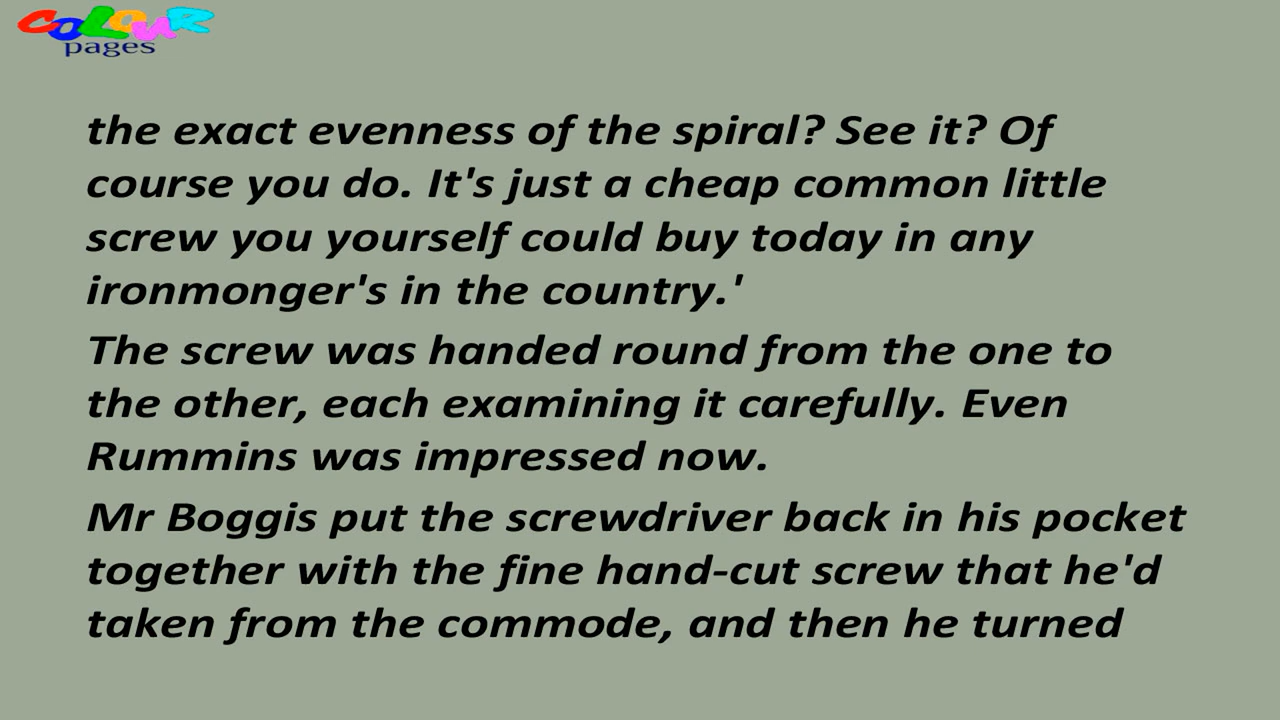 COLOUR
pages
the exact evenness of the spiral? See it? Of
course you do. It's just a cheap common little
screw you yourself could buy today in any
ironmonger's in the country.'
The screw was handed round from the one to
the other, each examining it carefully. Even
Rummins was impressed now.
Mr Boggis put the screwdriver back in his pocket
together with the fine hand-cut screw that he'd
taken from the commode, and then he turned